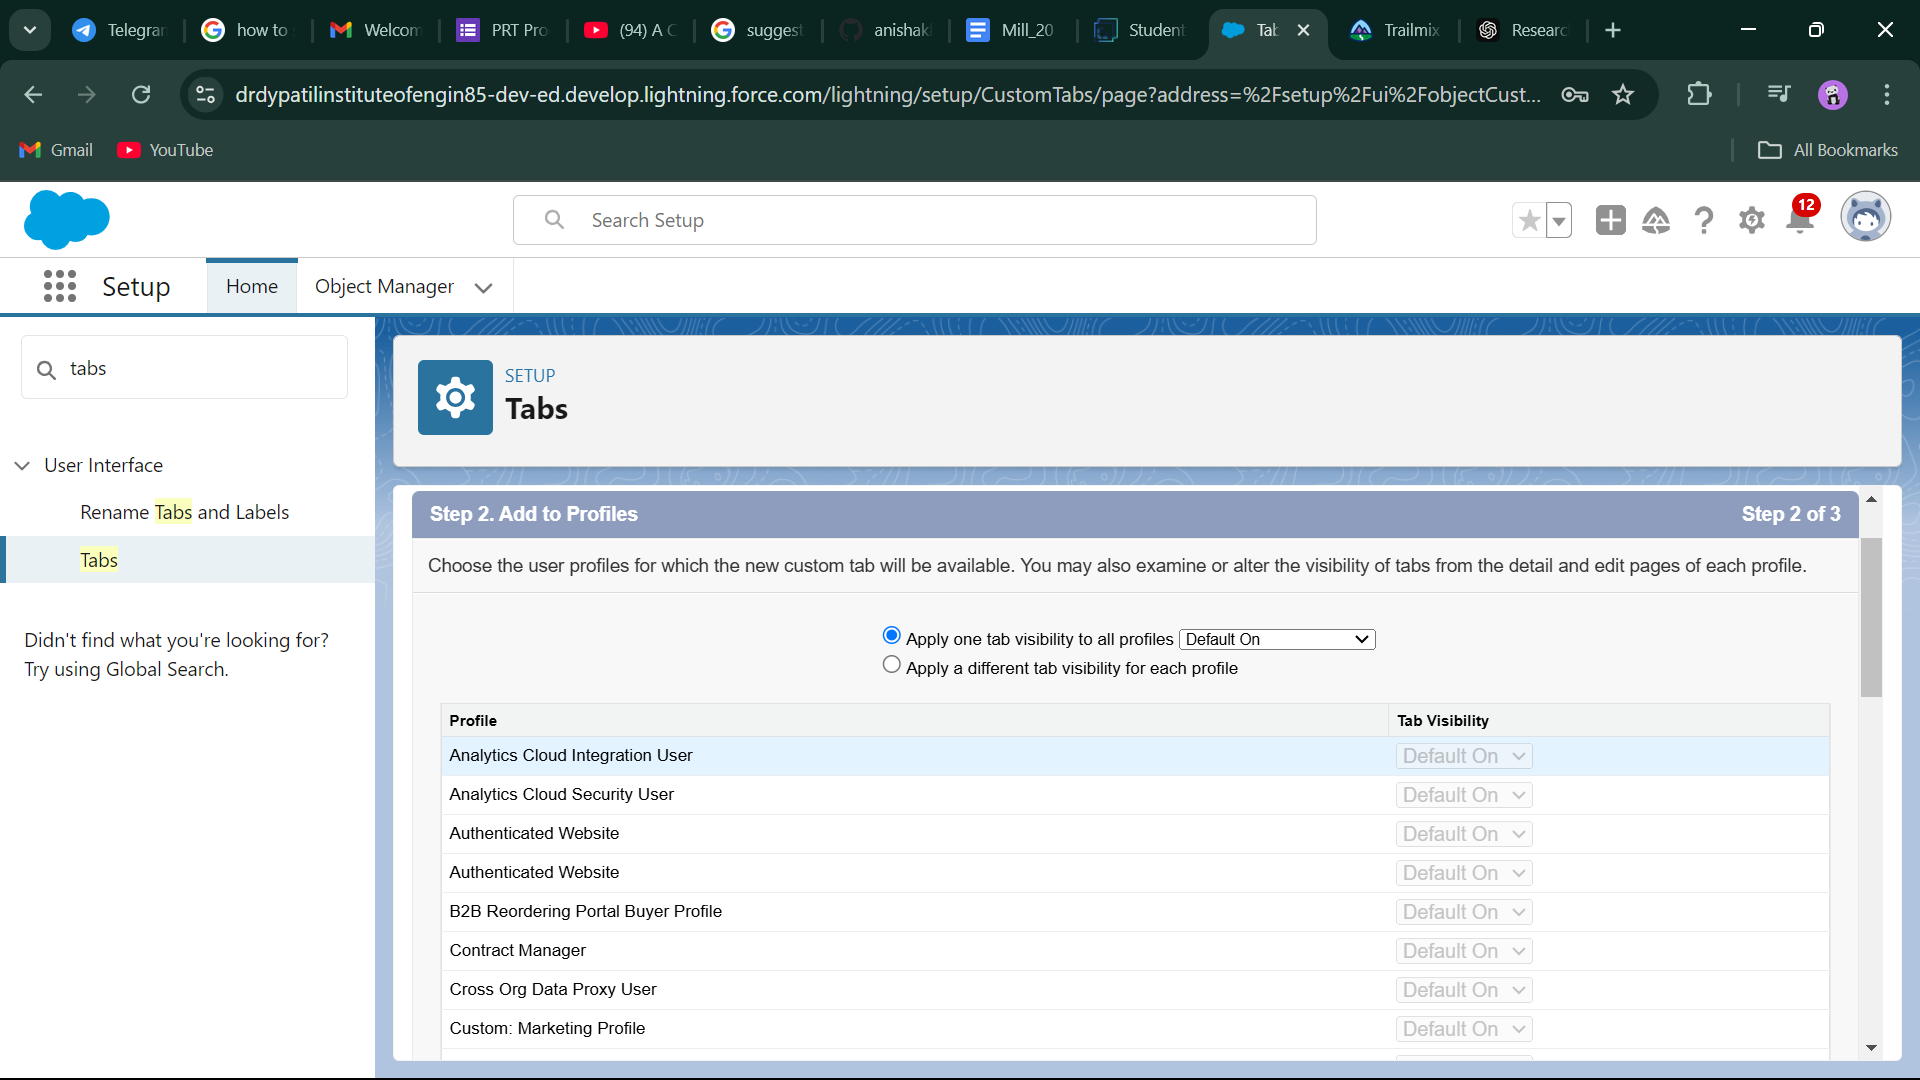 Telegra
how to
Welcom
PRT Pro
(94) A C
suggest
anishak
Mill_20
Student
Tab
Trailmix
Researc
drdypatilinstituteofengin85-dev-ed.develop.lightning.force.com/lightning/setup/CustomTabs/page?address=%2Fsetup%2Fui%2FobjectCust...
Gmail
YouTube
All Bookmarks
Search Setup
12
Setup
Home
Object Manager
tabs
User Interface
Rename Tabs and Labels
Tabs
Didn't find what you're looking for?
Try using Global Search.
SETUP
Tabs
Step 2. Add to Profiles
Step 2 of 3
Choose the user profiles for which the new custom tab will be available. You may also examine or alter the visibility of tabs from the detail and edit pages of each profile.
Apply one tab visibility to all profiles Default On
Apply a different tab visibility for each profile
Profile Tab Visibility
Analytics Cloud Integration User Default On
Analytics Cloud Security User Default On
Authenticated Website Default On
Authenticated Website Default On
B2B Reordering Portal Buyer Profile Default On
Contract Manager Default On
Cross Org Data Proxy User Default On
Custom: Marketing Profile Default On